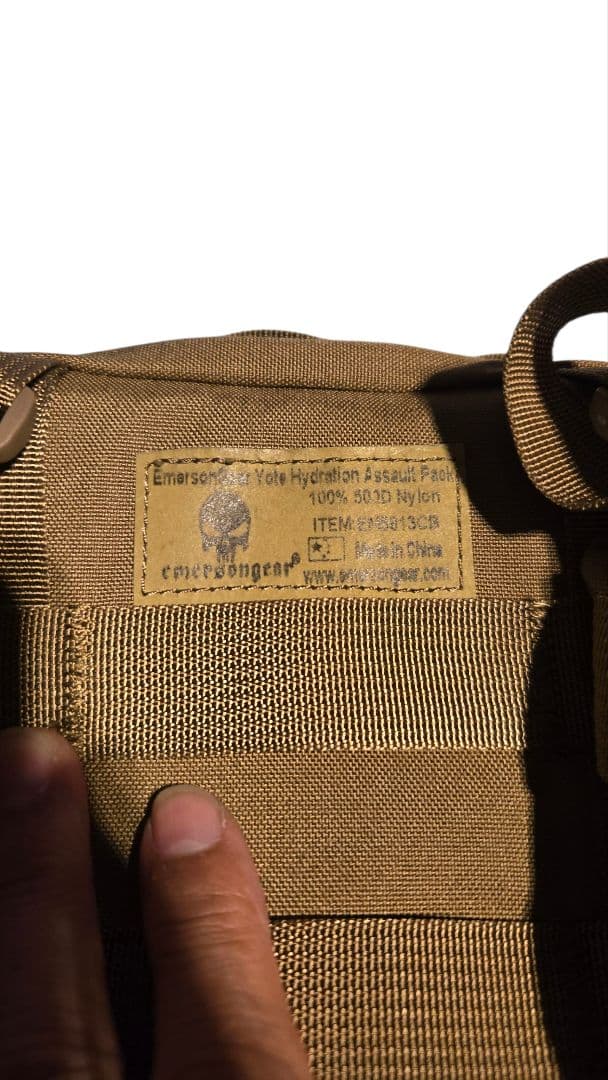 EmersonGear Yote Hydration Assault Pack
100% 500D Nylon
ITEM:EM5813CB
Made in China
emersongear®
www.emersongear.com